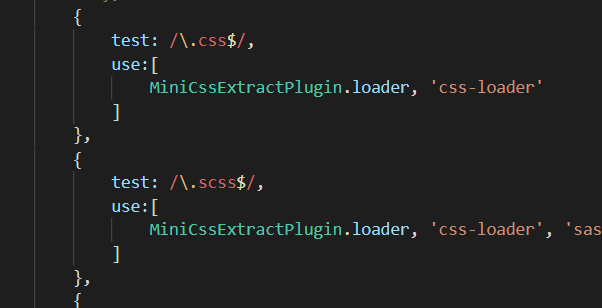 {
test: /\.css$/,
use:[
MiniCssExtractPlugin.loader, 'css-loader'
]
},
{
test: /\.scss$/,
use:[
MiniCssExtractPlugin.loader, 'css-loader', 'sas
]
},
{